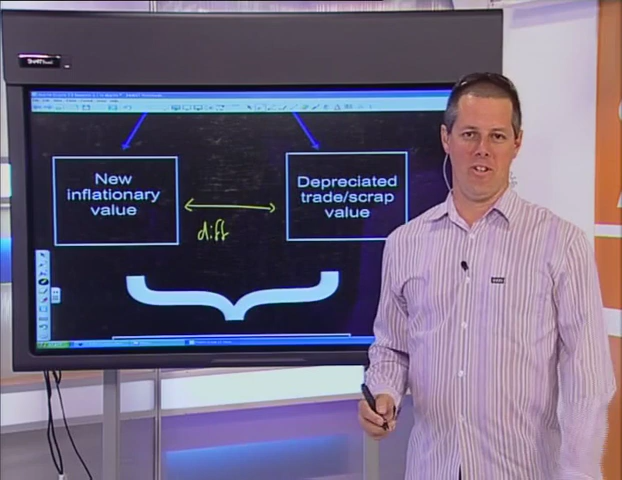 New
inflationary
value
Depreciated
trade/scrap
value
diff